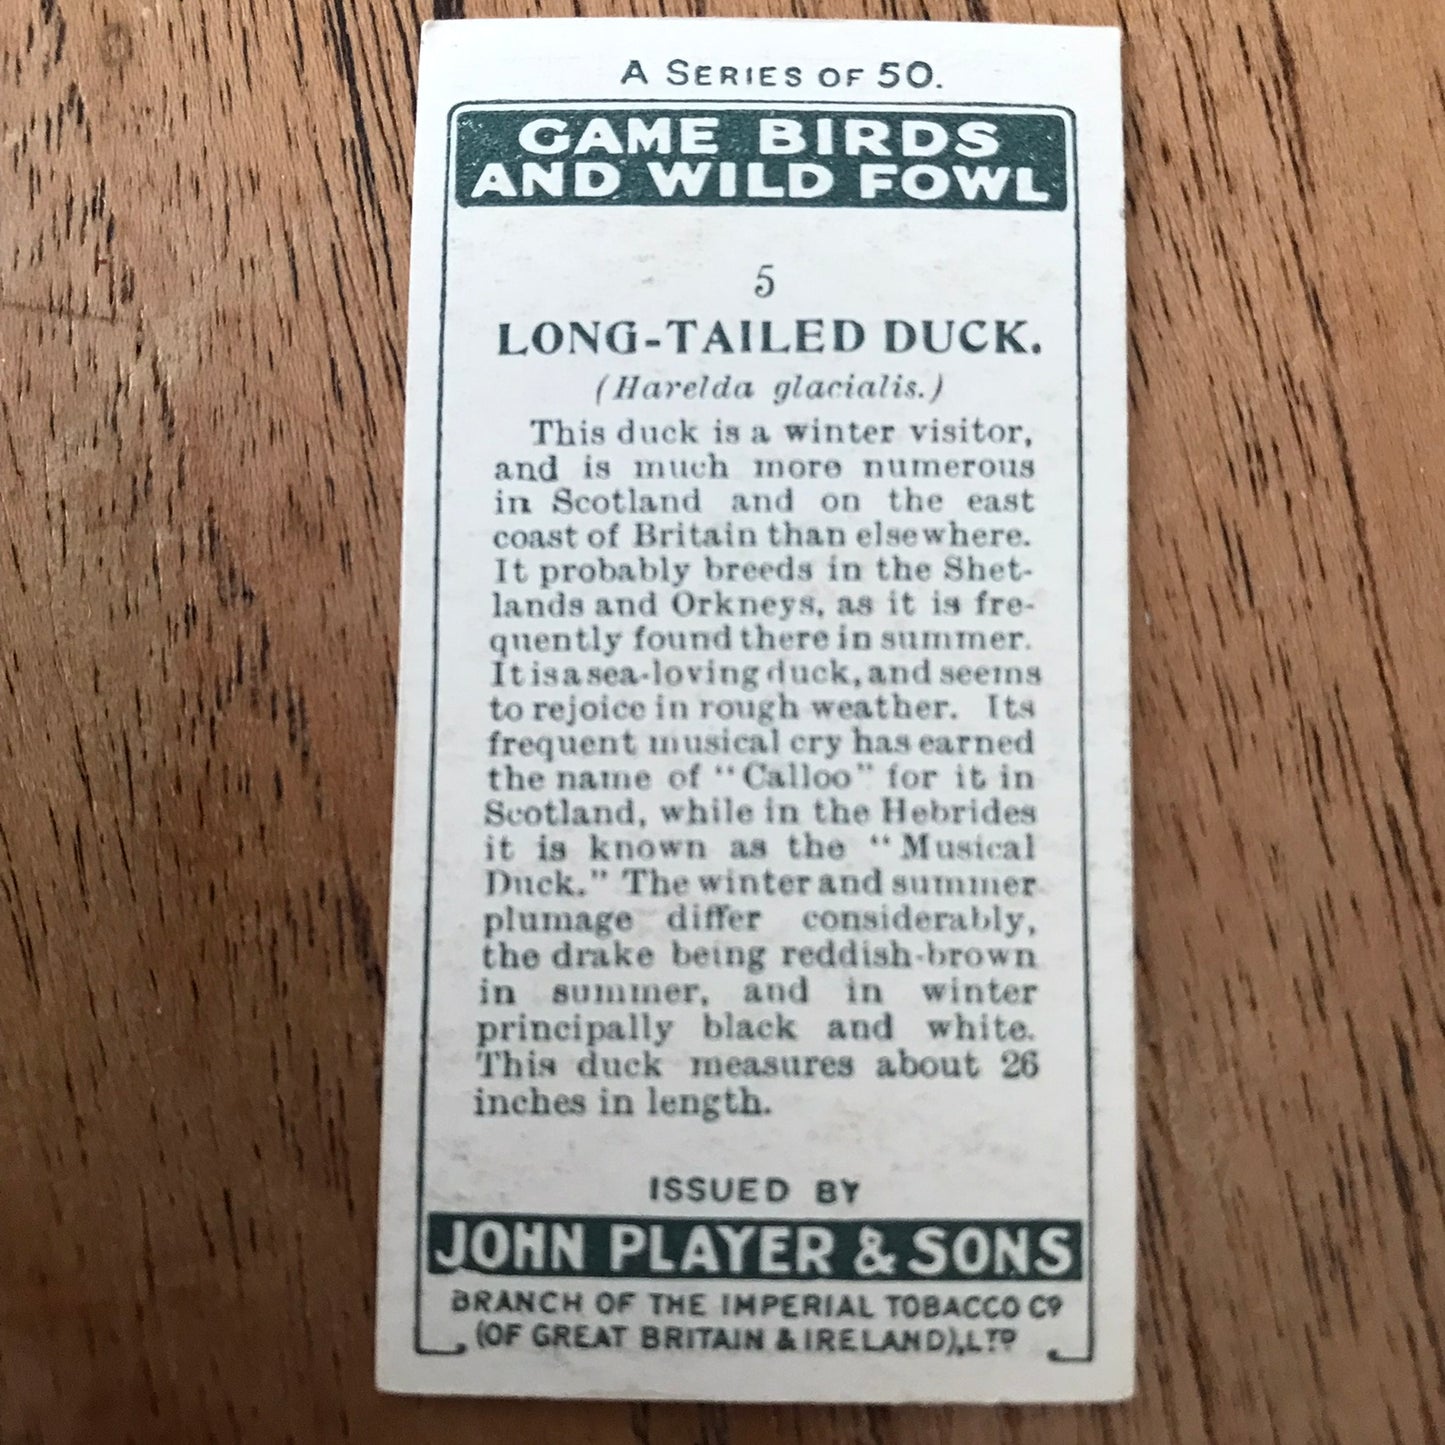 A SERIES OF 50.
GAME BIRDS
AND WILD FOWL
5
LONG-TAILED DUCK.
(Harelda glacialis.)
This duck is a winter visitor,
and is much more numerous
in Scotland and on the east
coast of Britain than elsewhere.
It probably breeds in the Shet-
lands and Orkneys, as it is fre-
quently found there in summer.
It is a sea-loving duck, and seems
to rejoice in rough weather. Its
frequent musical cry has earned
the name of "Calloo" for it in
Scotland, while in the Hebrides
it is known as the "Musical
Duck." The winter and summer
plumage differ considerably,
the drake being reddish-brown
in summer, and in winter
principally black and white.
This duck measures about 26
inches in length.
ISSUED BY
JOHN PLAYER & SONS
BRANCH OF THE IMPERIAL TOBACCO CO
(OF GREAT BRITAIN & IRELAND), LTD